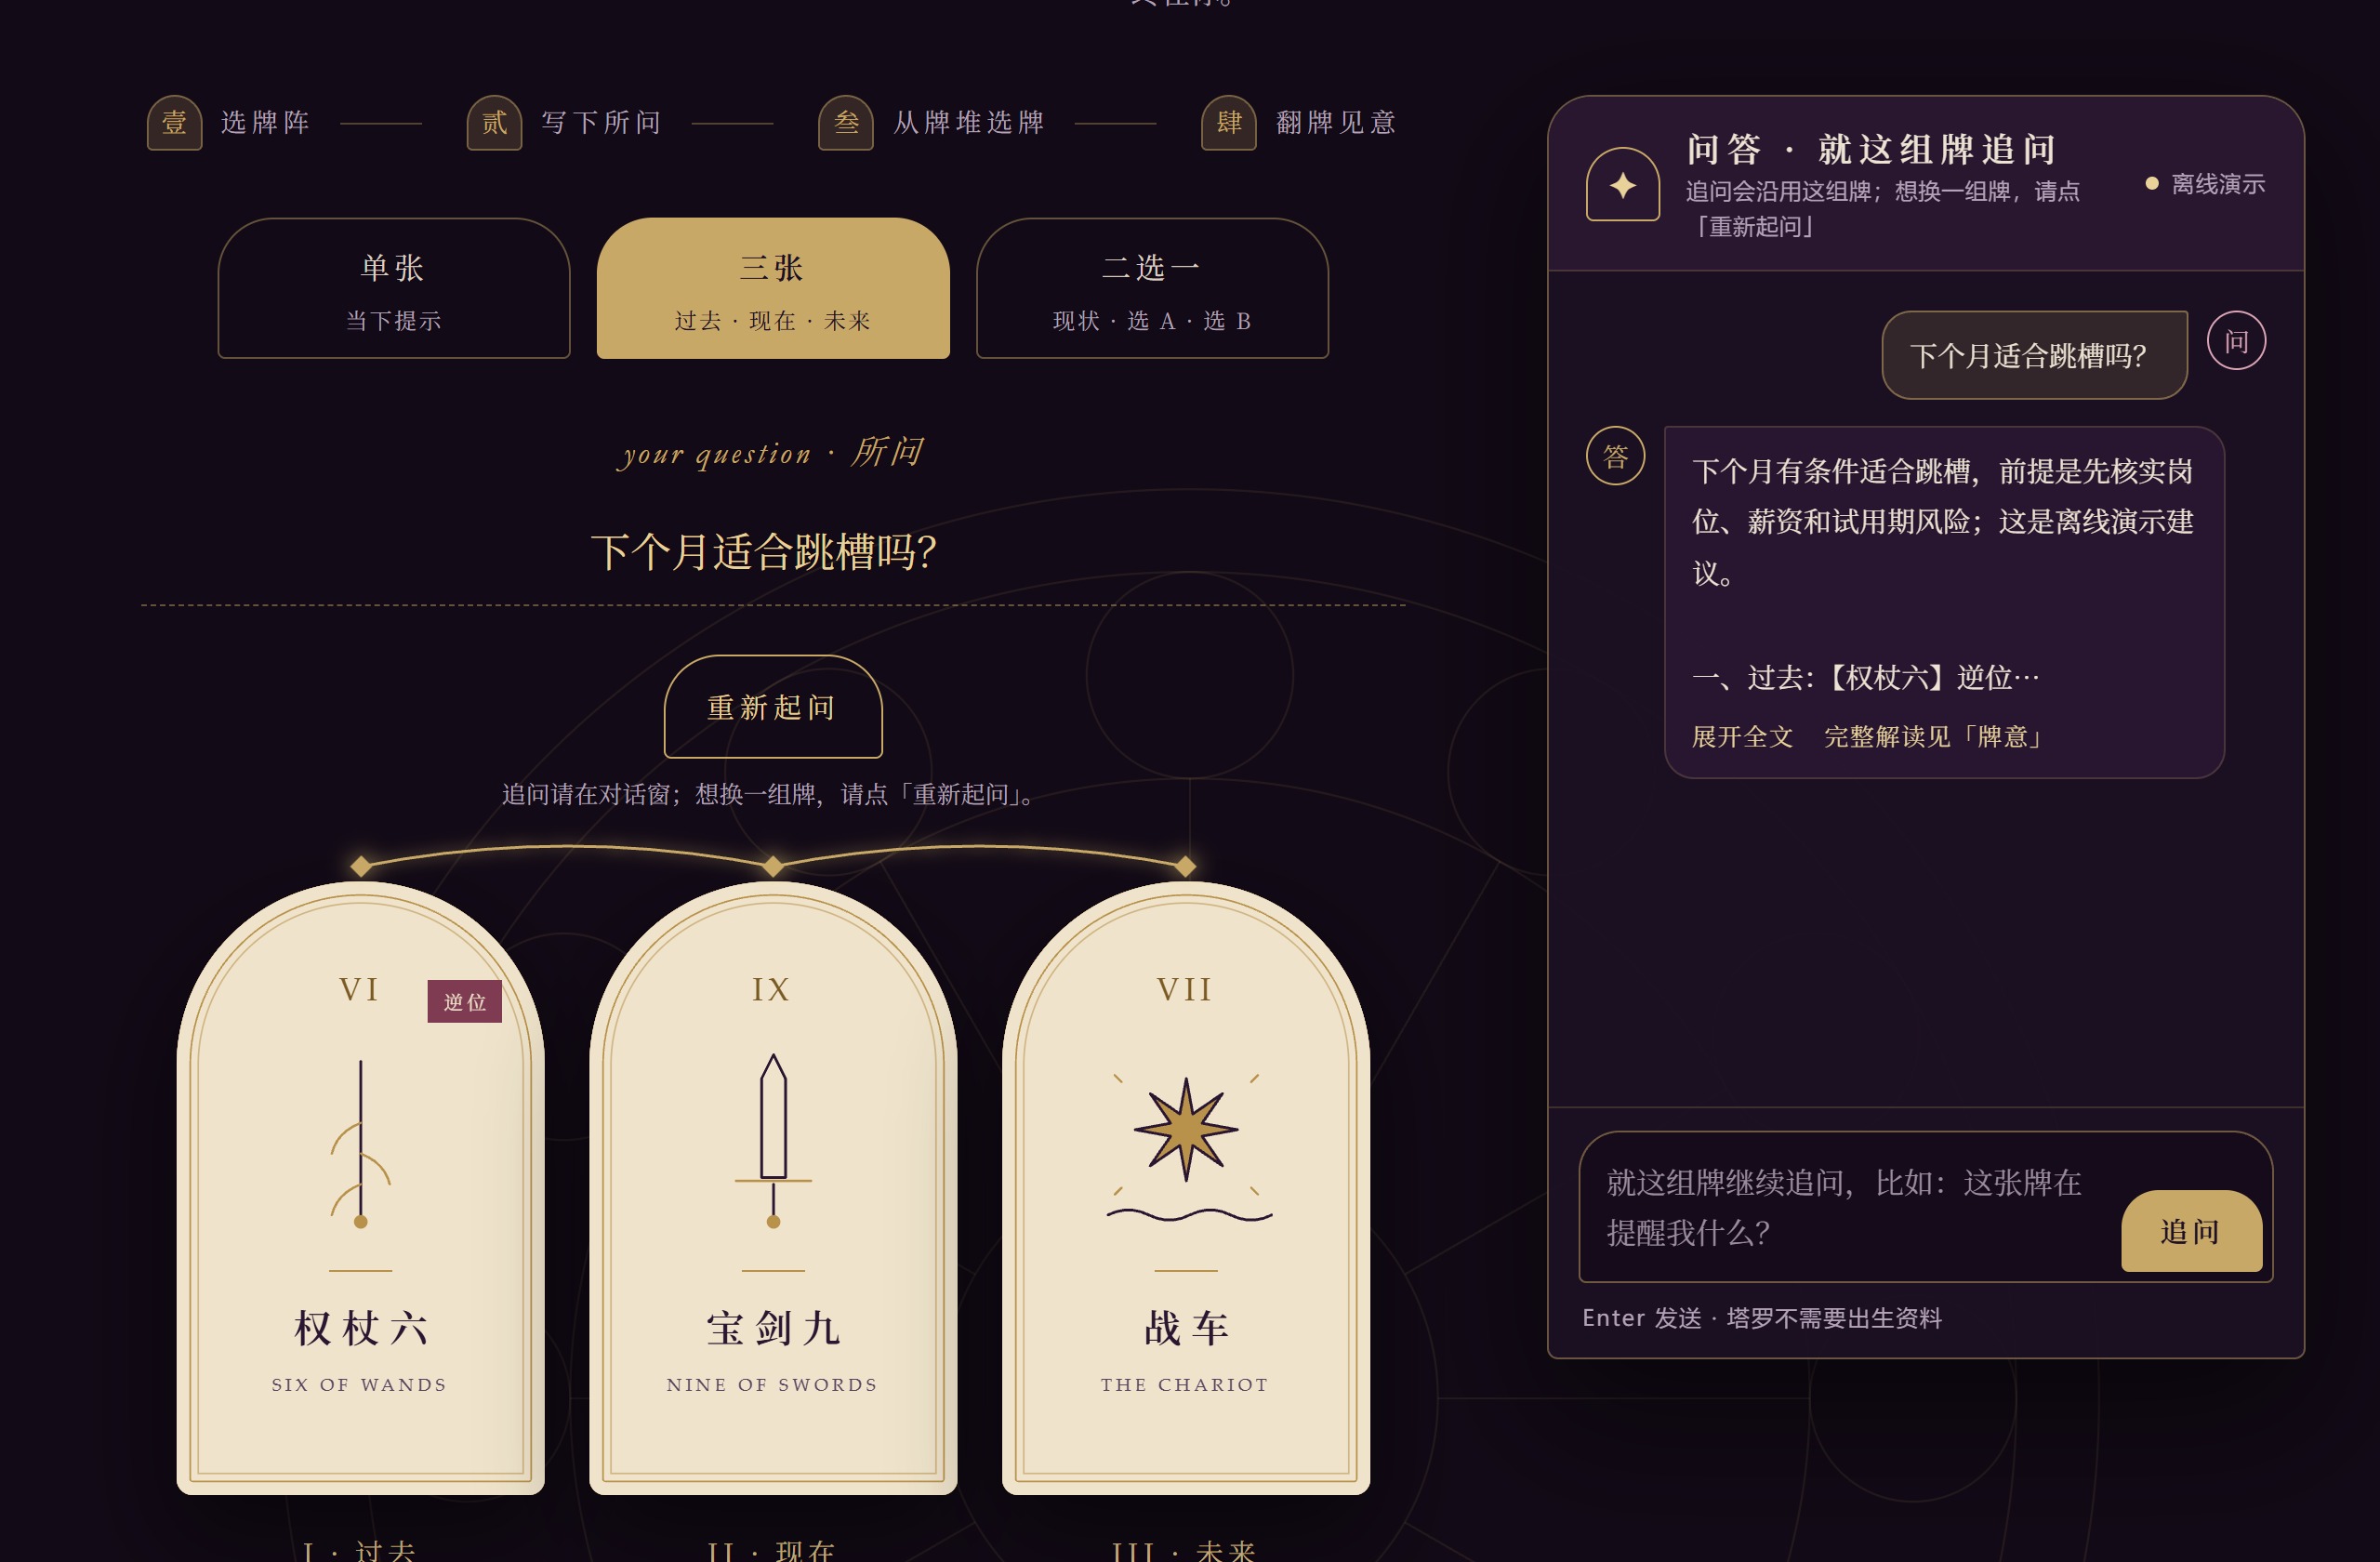 壹 选牌阵
贰 写下所问
叁 从牌堆选牌
肆 翻牌见意
单张
当下提示
三张
过去 · 现在 · 未来
二选一
现状 · 选 A · 选 B
your question · 所问
下个月适合跳槽吗？
重新起问
追问请在对话窗；想换一组牌，请点「重新起问」。
VI
逆位
权杖六
SIX OF WANDS
I · 过去
IX
宝剑九
NINE OF SWORDS
II · 现在
VII
战车
THE CHARIOT
III · 未来
问答 · 就这组牌追问
追问会沿用这组牌；想换一组牌，请点
「重新起问」
离线演示
下个月适合跳槽吗？
问
答
下个月有条件适合跳槽，前提是先核实岗
位、薪资和试用期风险；这是离线演示建
议。
一、过去：【权杖六】逆位…
展开全文 完整解读见「牌意」
就这组牌继续追问，比如：这张牌在
提醒我什么？
追问
Enter 发送 · 塔罗不需要出生资料